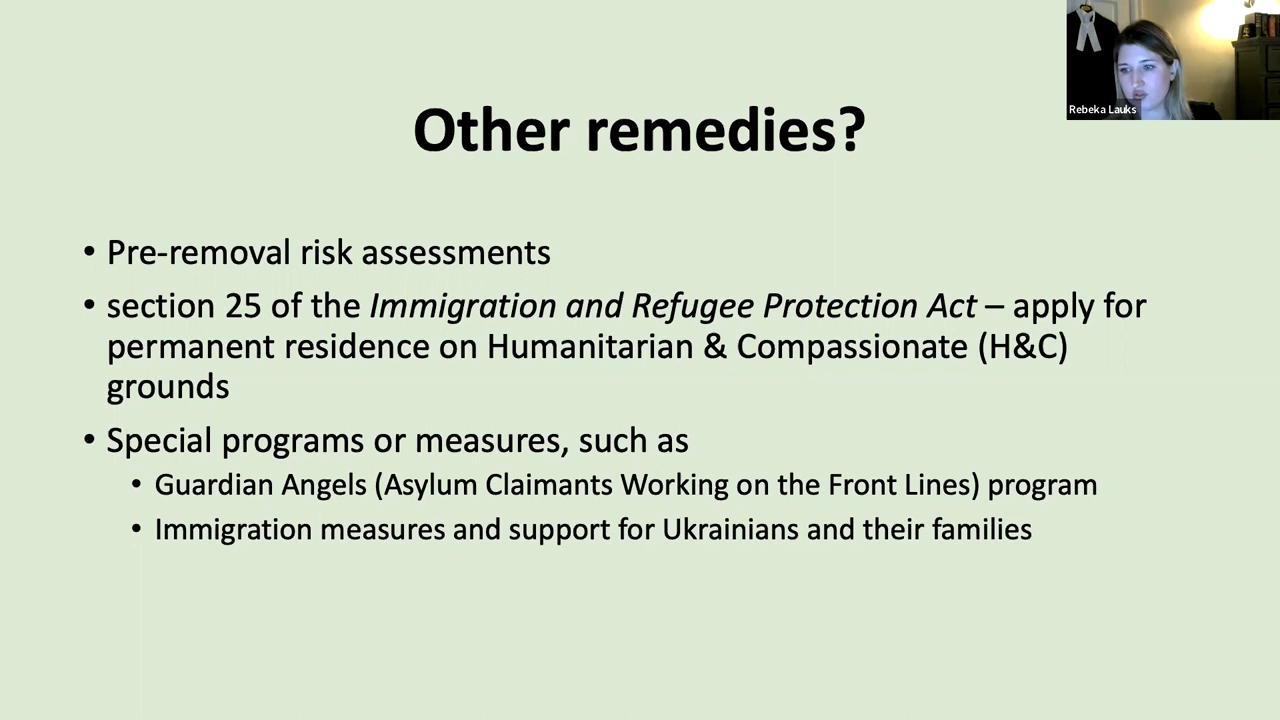 Rebeka Lauks
Other remedies?
• Pre-removal risk assessments
• section 25 of the Immigration and Refugee Protection Act – apply for
permanent residence on Humanitarian & Compassionate (H&C)
grounds
• Special programs or measures, such as
• Guardian Angels (Asylum Claimants Working on the Front Lines) program
• Immigration measures and support for Ukrainians and their families